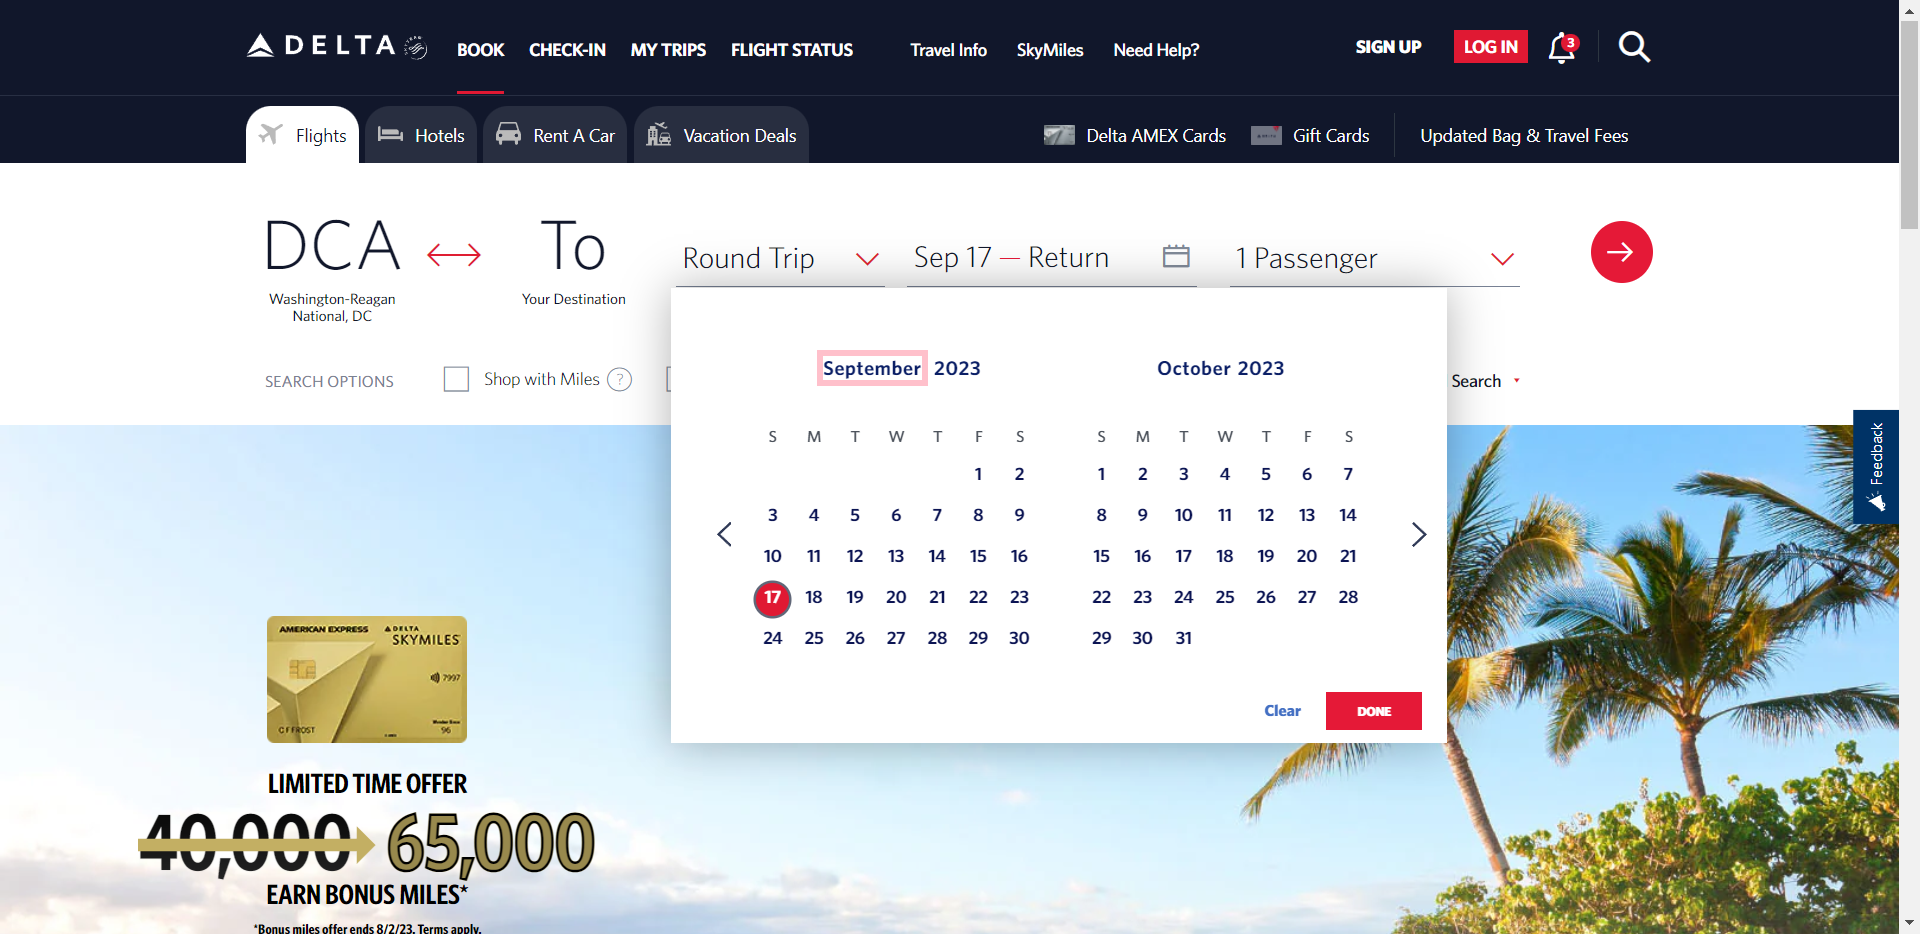 DELTA BOOK CHECK-IN MY TRIPS FLIGHT STATUS Travel Info SkyMiles Need Help? SIGN UP LOG IN 3
Flights Hotels Rent A Car Vacation Deals Delta AMEX Cards Gift Cards Updated Bag & Travel Fees
DCA To Round Trip Sep 17 — Return 1 Passenger
Washington-Reagan
National, DC
Your Destination
SEARCH OPTIONS Shop with Miles ? Search
September 2023
S M T W T F S
1 2
3 4 5 6 7 8 9
10 11 12 13 14 15 16
17 18 19 20 21 22 23
24 25 26 27 28 29 30
October 2023
S M T W T F S
1 2 3 4 5 6 7
8 9 10 11 12 13 14
15 16 17 18 19 20 21
22 23 24 25 26 27 28
29 30 31
Clear DONE
Feedback
AMERICAN EXPRESS DELTA
SKYMILES
7997
C F FROST 96
LIMITED TIME OFFER
40,000 65,000
EARN BONUS MILES*
*Bonus miles offer ends 8/2/23. Terms apply.